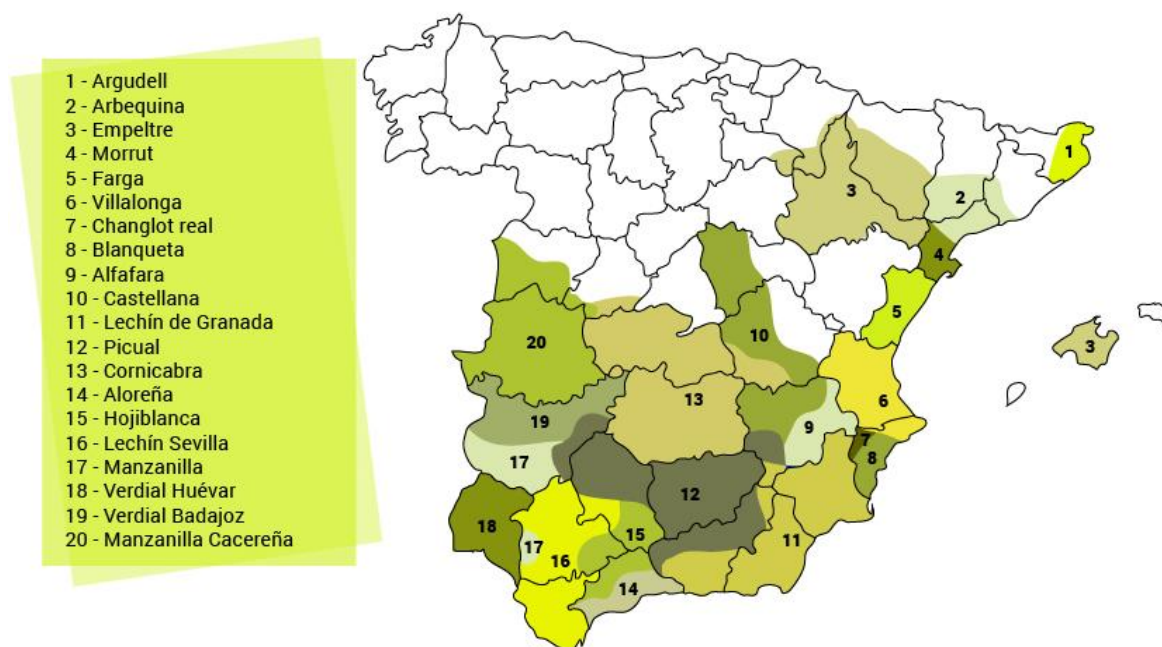 1 - Argudell
2 - Arbequina
3 - Empeltre
4 - Morrut
5 - Farga
6 - Villalonga
7 - Changlot real
8 - Blanqueta
9 - Alfafara
10 - Castellana
11 - Lechín de Granada
12 - Picual
13 - Cornicabra
14 - Aloreña
15 - Hojiblanca
16 - Lechín Sevilla
17 - Manzanilla
18 - Verdial Huévar
19 - Verdial Badajoz
20 - Manzanilla Cacereña
1
2
3
4
5
10
20
3
13
6
19
9
7
8
17
12
18
15
17
11
16
14